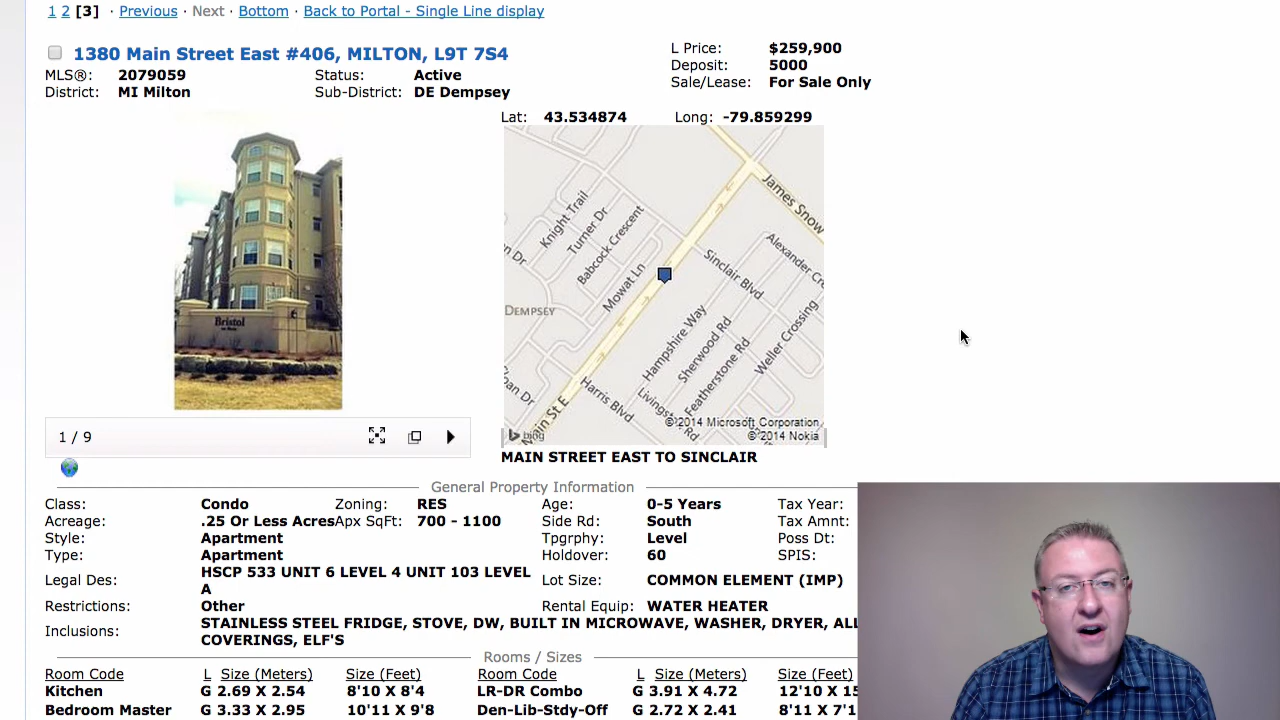 1 2 [3] · Previous · Next · Bottom · Back to Portal - Single Line display
1380 Main Street East #406, MILTON, L9T 7S4
L Price: $259,900
MLS®: 2079059 Status: Active
Deposit: 5000
District: MI Milton Sub-District: DE Dempsey
Sale/Lease: For Sale Only
Lat: 43.534874 Long: -79.859299
James Snow
Knight Trail
Turner Dr
Babcock Crescent
Mowat Ln
Sinclair Blvd
Alexander Cr
DEMPSEY
Hampshire Way
Sherwood Rd
Featherstone Rd
Weller Crossing
Harris Blvd
Main St E
Bristol
©2014 Microsoft Corporation
© 2014 Nokia
bing
1 / 9
MAIN STREET EAST TO SINCLAIR
General Property Information
Class: Condo Zoning: RES Age: 0-5 Years Tax Year:
Acreage: .25 Or Less Acres Apx SqFt: 700 - 1100 Side Rd: South Tax Amnt:
Style: Apartment Tpgrphy: Level Poss Dt:
Type: Apartment Holdover: 60 SPIS:
Legal Des: HSCP 533 UNIT 6 LEVEL 4 UNIT 103 LEVEL A Lot Size: COMMON ELEMENT (IMP)
Restrictions: Other Rental Equip: WATER HEATER
Inclusions: STAINLESS STEEL FRIDGE, STOVE, DW, BUILT IN MICROWAVE, WASHER, DRYER, ALL
COVERINGS, ELF'S
Rooms / Sizes
Room Code L Size (Meters) Size (Feet) Room Code L Size (Meters) Size (Feet)
Kitchen G 2.69 X 2.54 8'10 X 8'4 LR-DR Combo G 3.91 X 4.72 12'10 X 15
Bedroom Master G 3.33 X 2.95 10'11 X 9'8 Den-Lib-Stdy-Off G 2.72 X 2.41 8'11 X 7'1